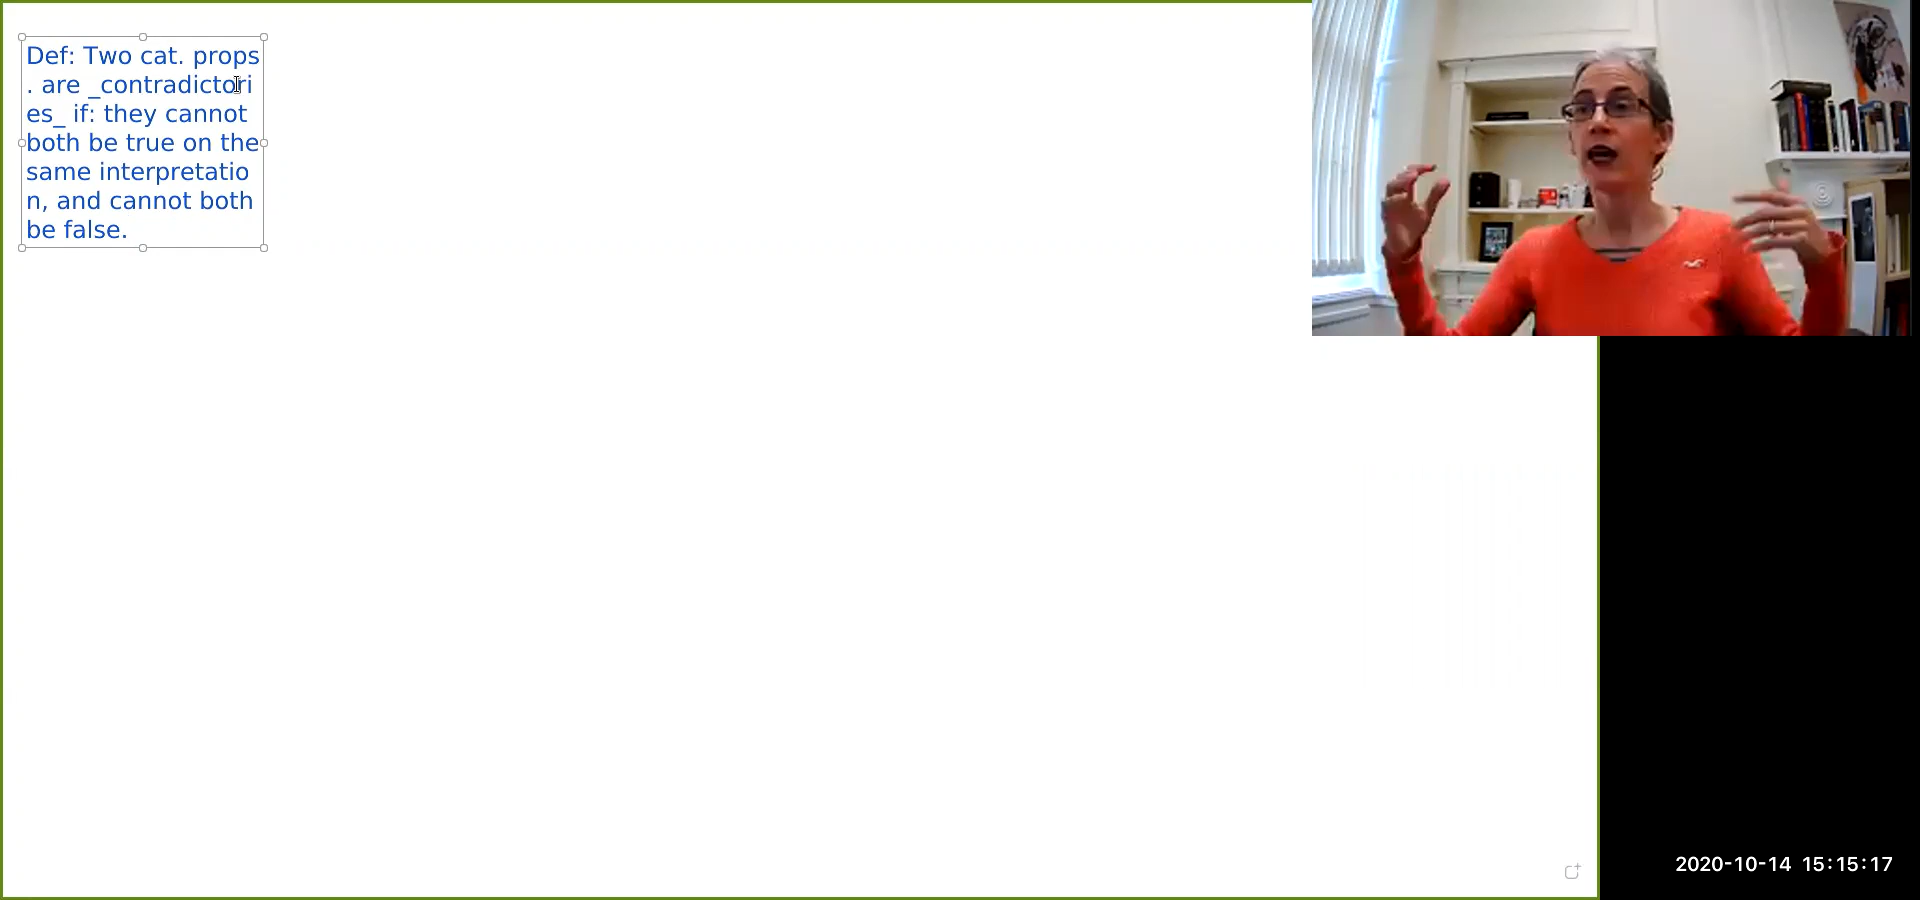 Def: Two cat. props
. are _contradictori
es_ if: they cannot
both be true on the
same interpretatio
n, and cannot both
be false.
2020-10-14 15:15:17